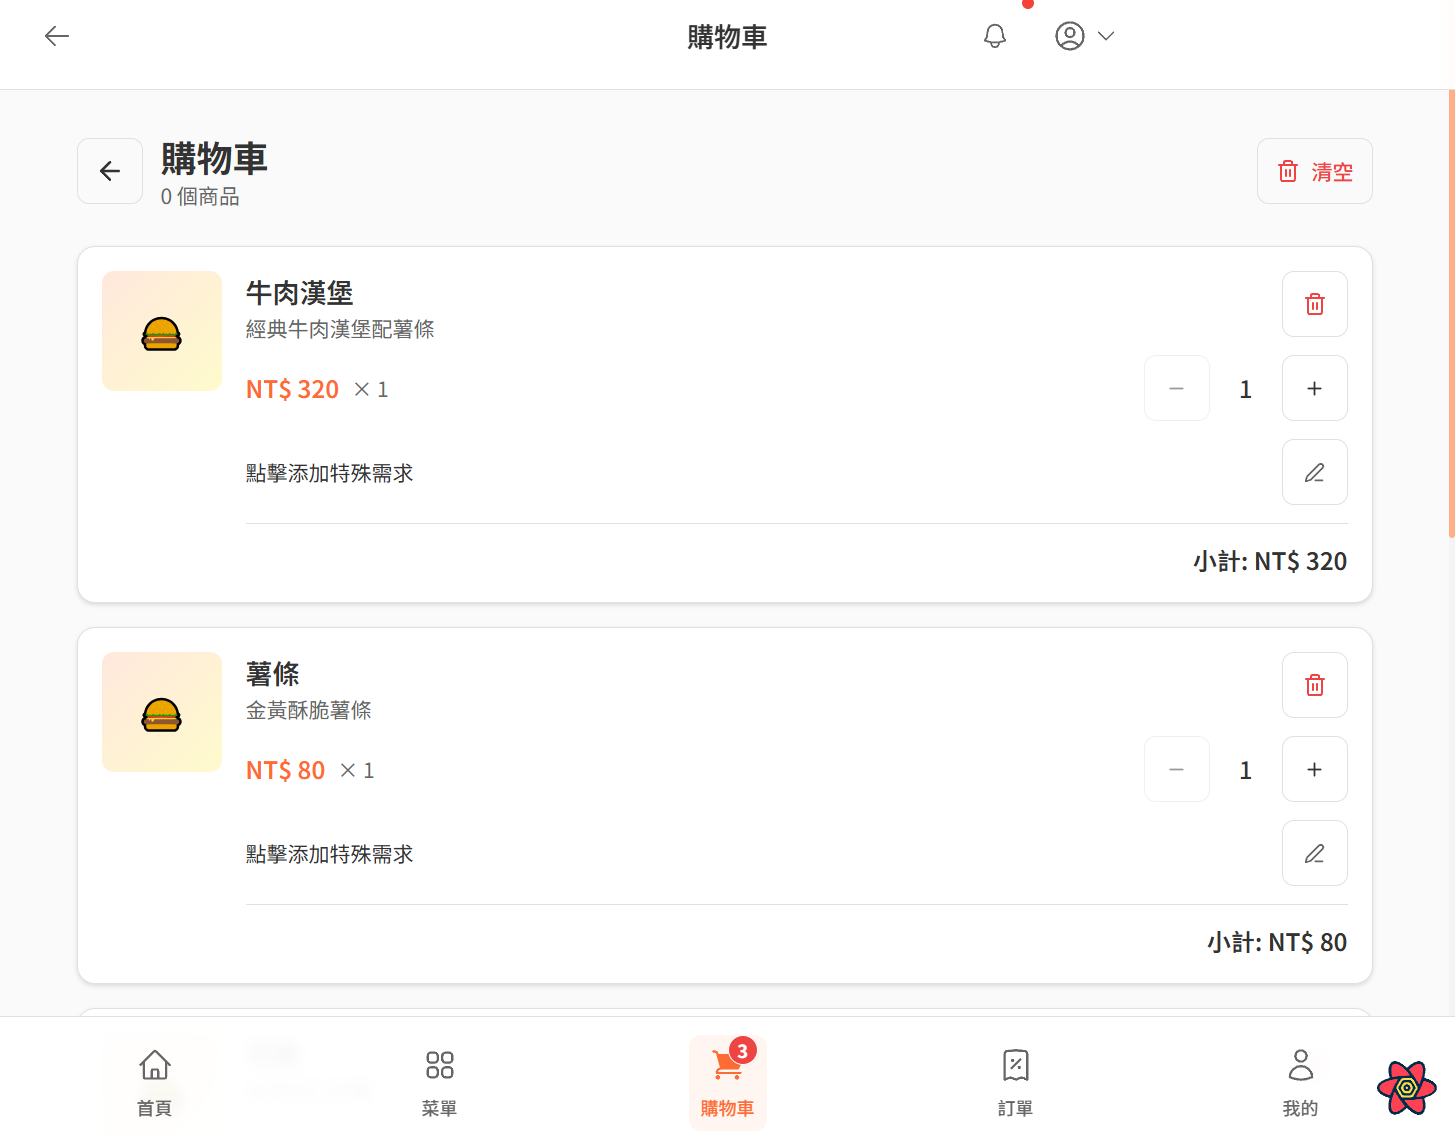 購物車
購物車
0 個商品
清空
牛肉漢堡
經典牛肉漢堡配薯條
NT$ 320 × 1
1
點擊添加特殊需求
小計: NT$ 320
薯條
金黃酥脆薯條
NT$ 80 × 1
1
點擊添加特殊需求
小計: NT$ 80
3
首頁
菜單
購物車
訂單
我的